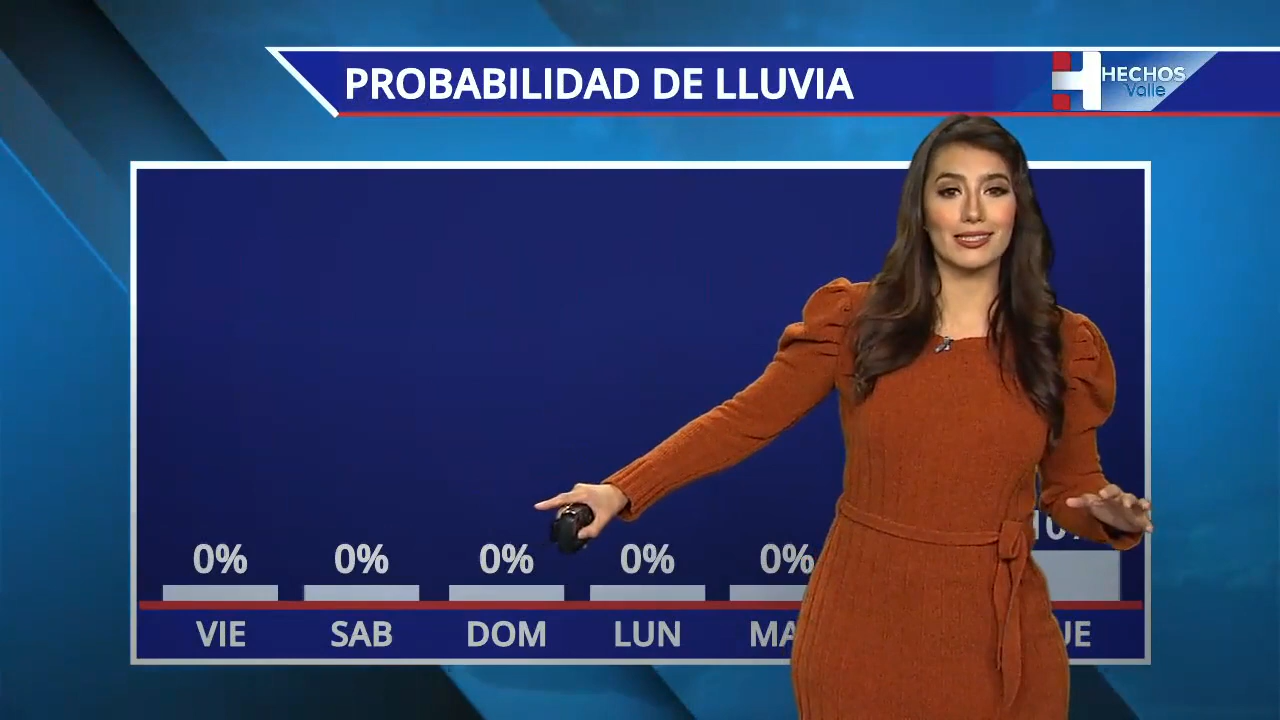 PROBABILIDAD DE LLUVIA
HECHOS
Valle
0% 0% 0% 0% 0%
VIE SAB DOM LUN